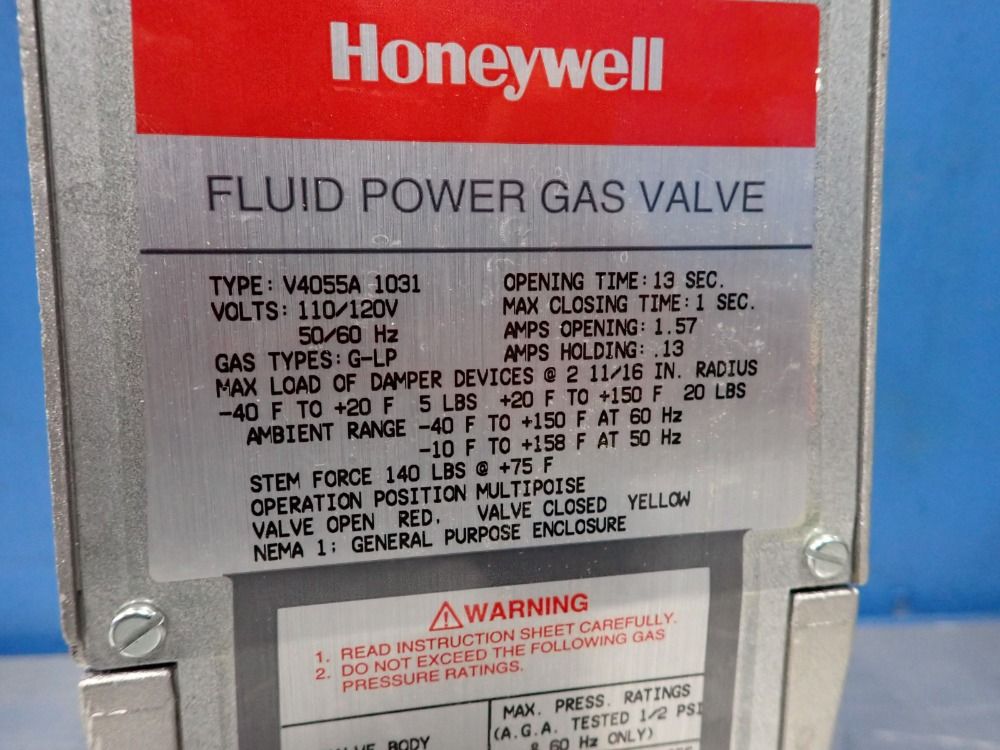 Honeywell
FLUID POWER GAS VALVE
TYPE: V4055A 1031 OPENING TIME: 13 SEC.
VOLTS: 110/120V MAX CLOSING TIME: 1 SEC.
50/60 Hz AMPS OPENING: 1.57
GAS TYPES: G-LP AMPS HOLDING: .13
MAX LOAD OF DAMPER DEVICES @ 2 11/16 IN. RADIUS
-40 F TO +20 F 5 LBS +20 F TO +150 F 20 LBS
AMBIENT RANGE -40 F TO +150 F AT 60 Hz
-10 F TO +158 F AT 50 Hz
STEM FORCE 140 LBS @ +75 F
OPERATION POSITION MULTIPOISE
VALVE OPEN RED, VALVE CLOSED YELLOW
NEMA 1; GENERAL PURPOSE ENCLOSURE
⚠WARNING
1. READ INSTRUCTION SHEET CAREFULLY.
2. DO NOT EXCEED THE FOLLOWING GAS
PRESSURE RATINGS.
MAX. PRESS. RATINGS
(A.G.A. TESTED 1/2 PSI
& 60 Hz ONLY)
BODY